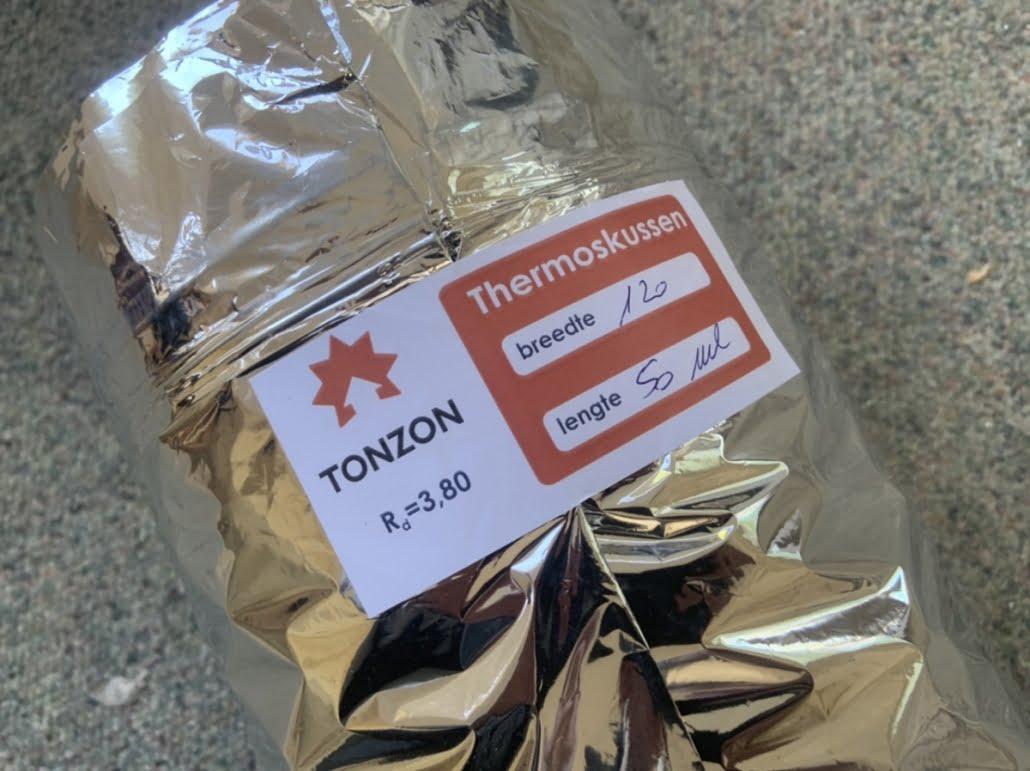 TONZON
Rd=3,80
Thermoskussen
breedte 120
lengte 50 ml